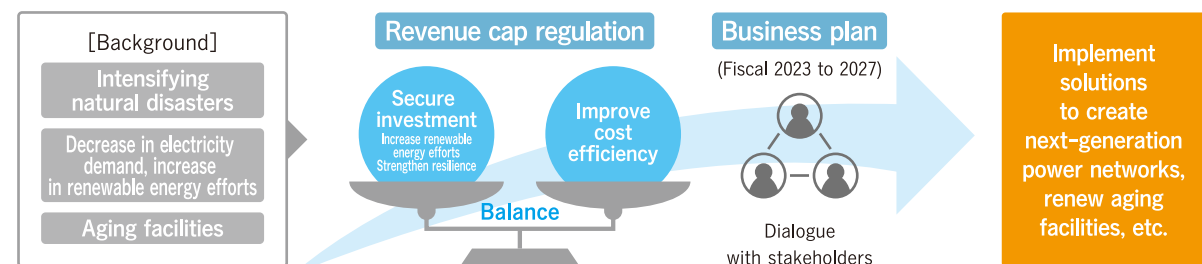 [Background]
Intensifying
natural disasters
Decrease in electricity
demand, increase
in renewable energy efforts
Aging facilities
Revenue cap regulation
Secure
investment
Increase renewable
energy efforts
Strengthen resilience
Improve
cost
efficiency
Balance
Business plan
(Fiscal 2023 to 2027)
Dialogue
with stakeholders
Implement
solutions
to create
next-generation
power networks,
renew aging
facilities, etc.